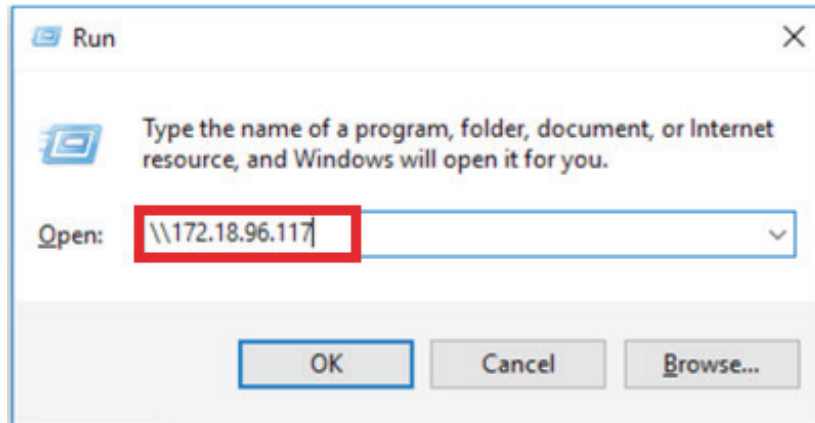 Run
Type the name of a program, folder, document, or Internet
resource, and Windows will open it for you.
Open: \\172.18.96.117
OK Cancel Browse...